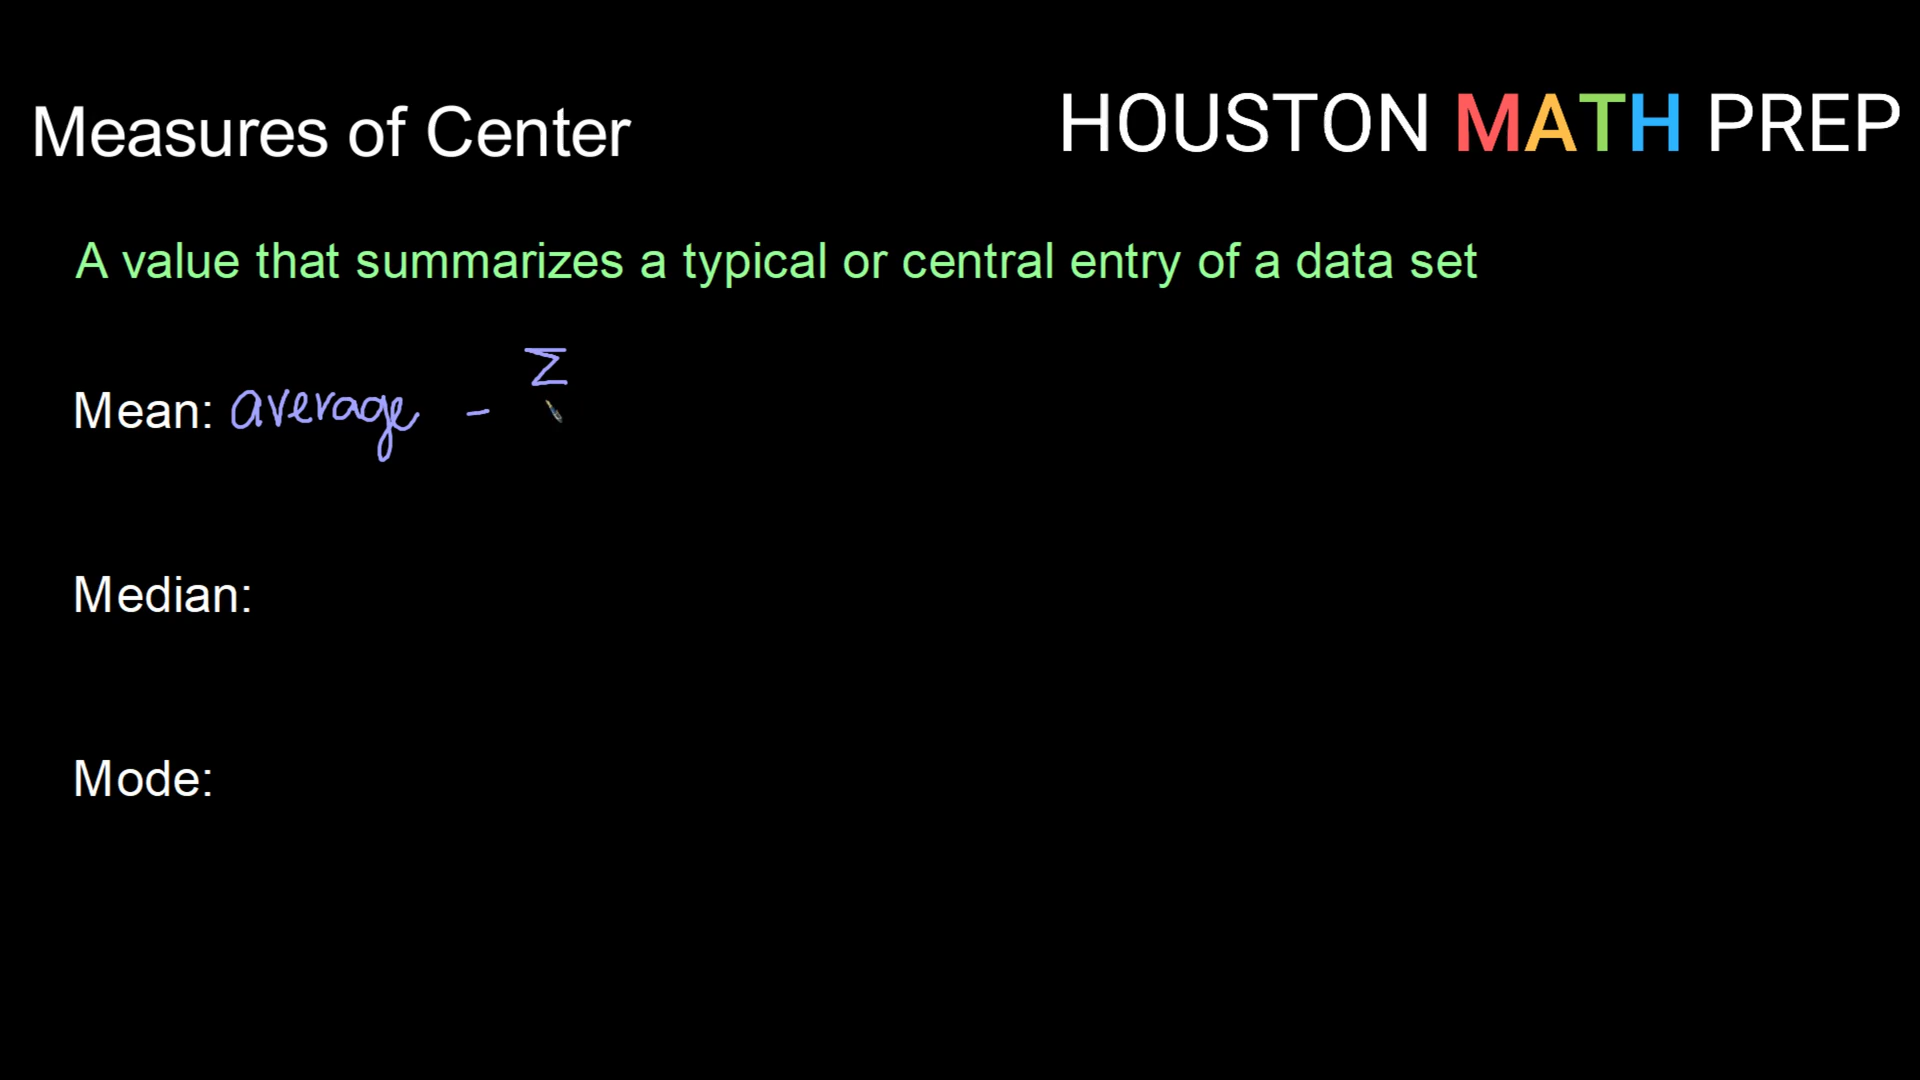 Measures of Center
HOUSTON MATH PREP
A value that summarizes a typical or central entry of a data set
Mean: average - Σ
Median:
Mode: